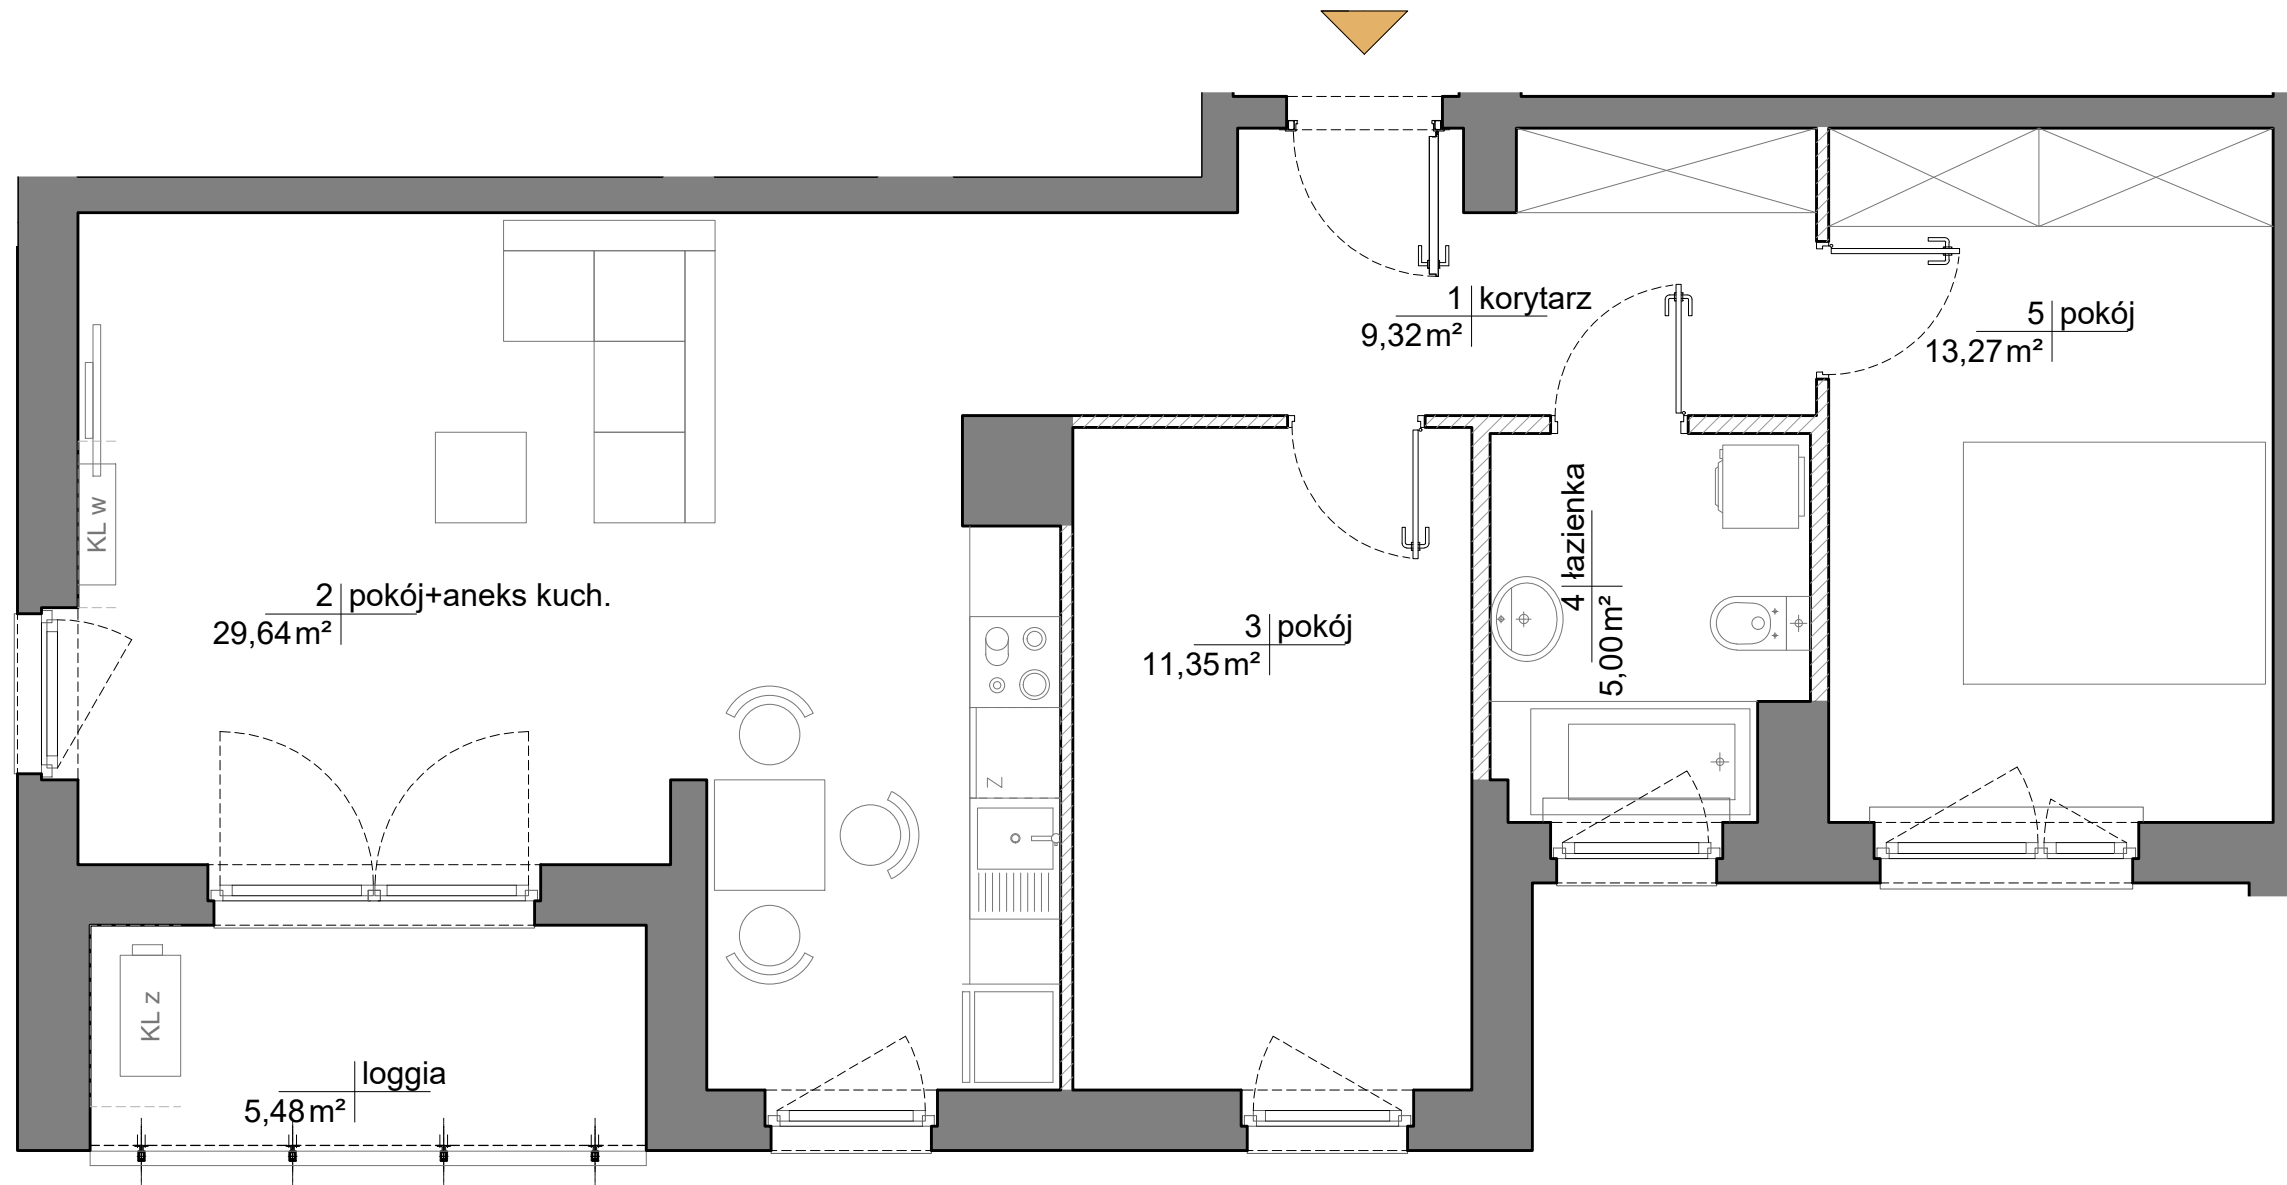 1 korytarz
9,32 m²
5 pokój
13,27 m²
KL w
2 pokój+aneks kuch.
29,64 m²
3 pokój
11,35 m²
4 łazienka
5,00 m²
Z
KL z
loggia
5,48 m²